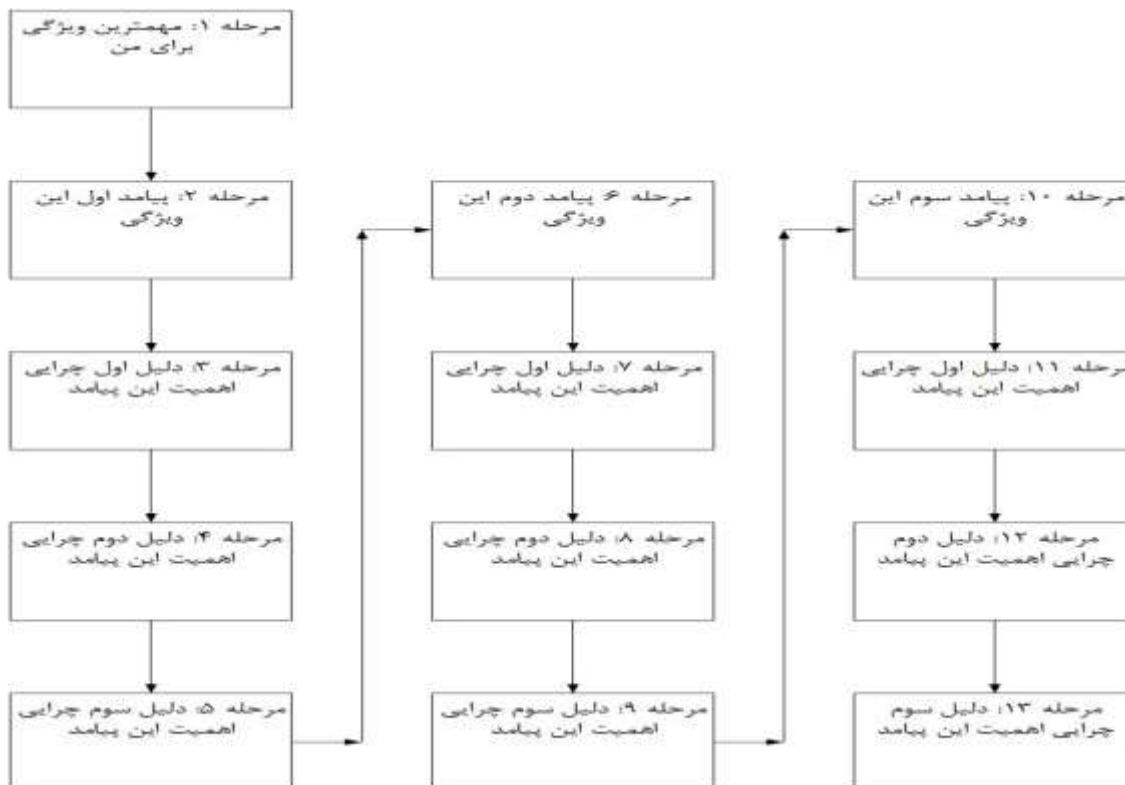 مرحله ۱: مهمترین ویژگی
برای من
مرحله ۲: پیامد اول این
ویژگی
مرحله ۳: دلیل اول چرایی
اهمیت این پیامد
مرحله ۴: دلیل دوم چرایی
اهمیت این پیامد
مرحله ۵: دلیل سوم چرایی
اهمیت این پیامد
مرحله ۶: پیامد دوم این
ویژگی
مرحله ۷: دلیل اول چرایی
اهمیت این پیامد
مرحله ۸: دلیل دوم چرایی
اهمیت این پیامد
مرحله ۹: دلیل سوم چرایی
اهمیت این پیامد
مرحله ۱۰: پیامد سوم این
ویژگی
مرحله ۱۱: دلیل اول چرایی
اهمیت این پیامد
مرحله ۱۲: دلیل دوم
چرایی اهمیت این پیامد
مرحله ۱۳: دلیل سوم
چرایی اهمیت این پیامد